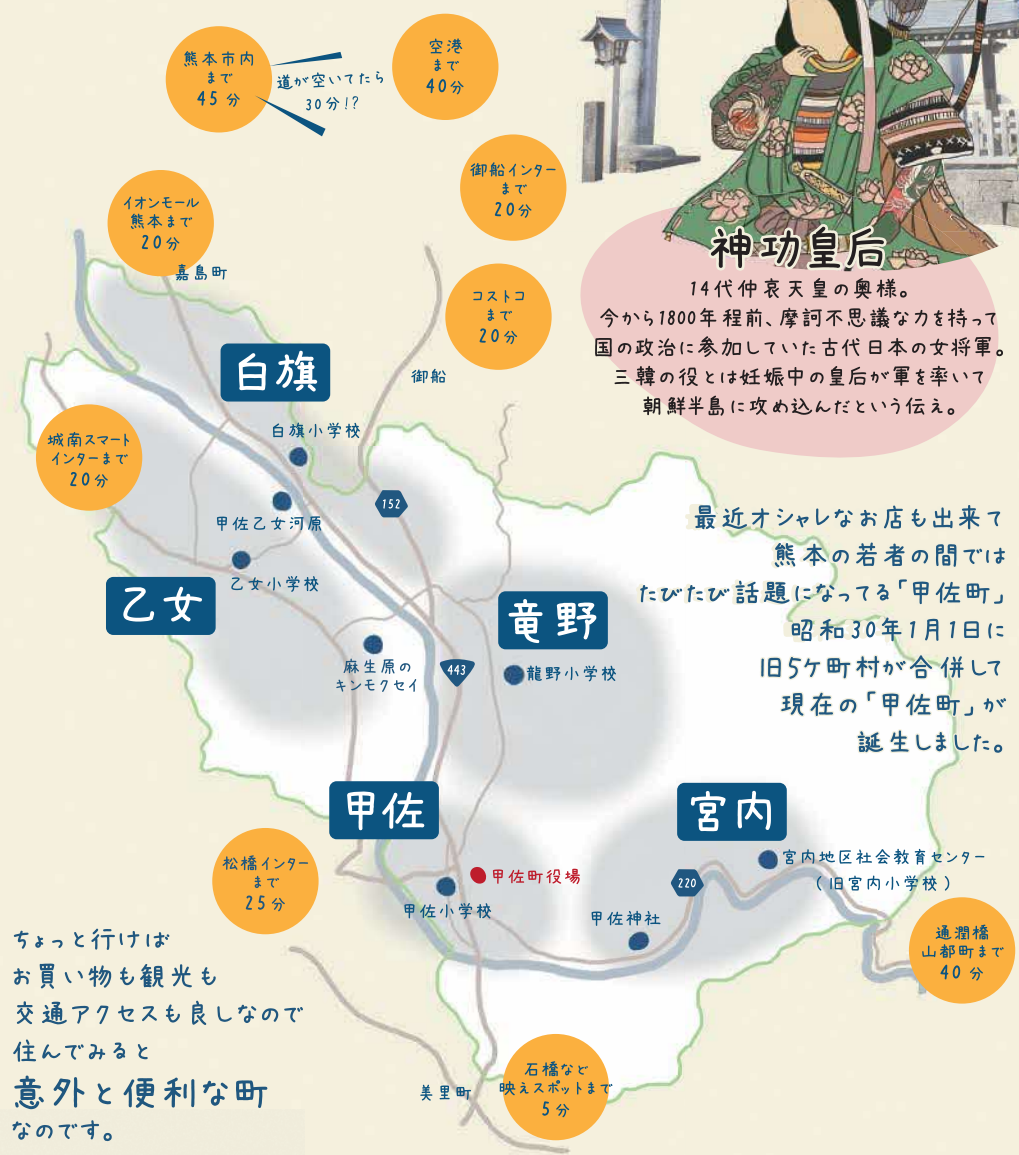 熊本市内
まで
45分
道が空いてたら
30分!?
空港
まで
40分
御船インター
まで
20分
イオンモール
熊本まで
20分
嘉島町
コストコ
まで
20分
御船
神功皇后
14代仲哀天皇の奥様。
今から1800年程前、摩訶不思議な力を持って
国の政治に参加していた古代日本の女将軍。
三韓の役とは妊娠中の皇后が軍を率いて
朝鮮半島に攻め込んだという伝え。
白旗
白旗小学校
城南スマート
インターまで
20分
152
甲佐乙女河原
乙女小学校
乙女
竜野
龍野小学校
麻生原の
キンモクセイ
443
最近オシャレなお店も出来て
熊本の若者の間では
たびたび話題になってる「甲佐町」
昭和30年1月1日に
旧5ケ町村が合併して
現在の「甲佐町」が
誕生しました。
甲佐
宮内
宮内地区社会教育センター
(旧宮内小学校)
松橋インター
まで
25分
甲佐町役場
甲佐小学校
220
甲佐神社
通潤橋
山都町まで
40分
ちょっと行けば
お買い物も観光も
交通アクセスも良しなので
住んでみると
意外と便利な町
なのです。
美里町
石橋など
映えスポットまで
5分